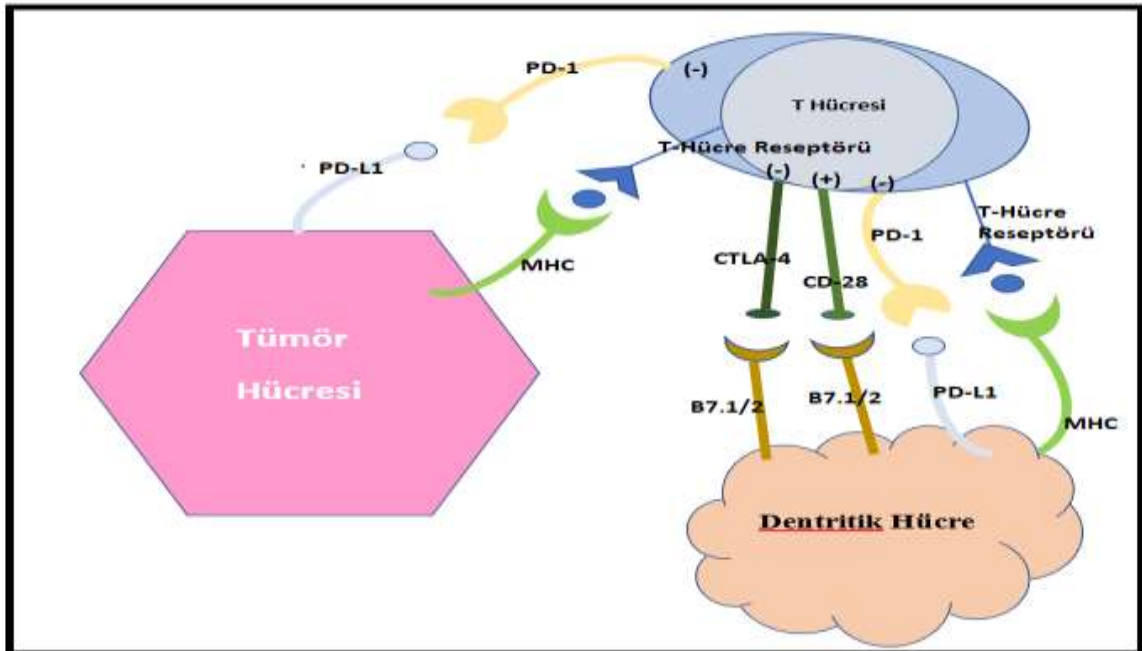 PD-1
(-)
(-)
T Hücresi
T-Hücre Reseptörü
(-)
(+)
(-)
PD-L1
MHC
CTLA-4
CD-28
PD-1
T-Hücre
Reseptörü
Tümör
Hücresi
B7.1/2
B7.1/2
PD-L1
MHC
Dentritik Hücre